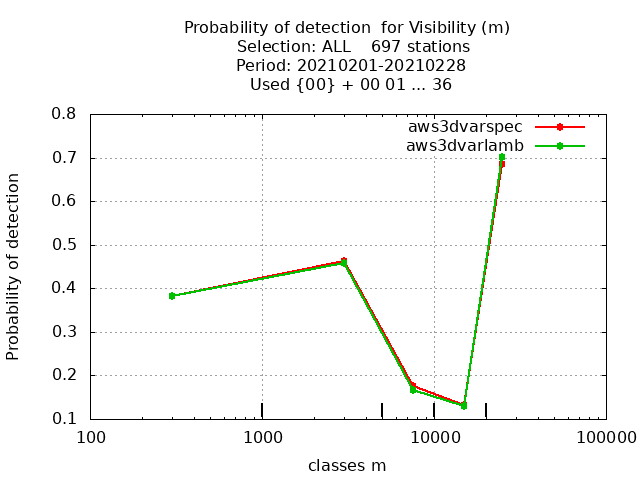 Probability of detection  for Visibility (m)
Selection: ALL    697 stations
Period: 20210201-20210228
Used {00} + 00 01 ... 36
aws3dvarspec
aws3dvarlamb
Probability of detection
0.8
0.7
0.6
0.5
0.4
0.3
0.2
0.1
100
1000
10000
100000
classes m